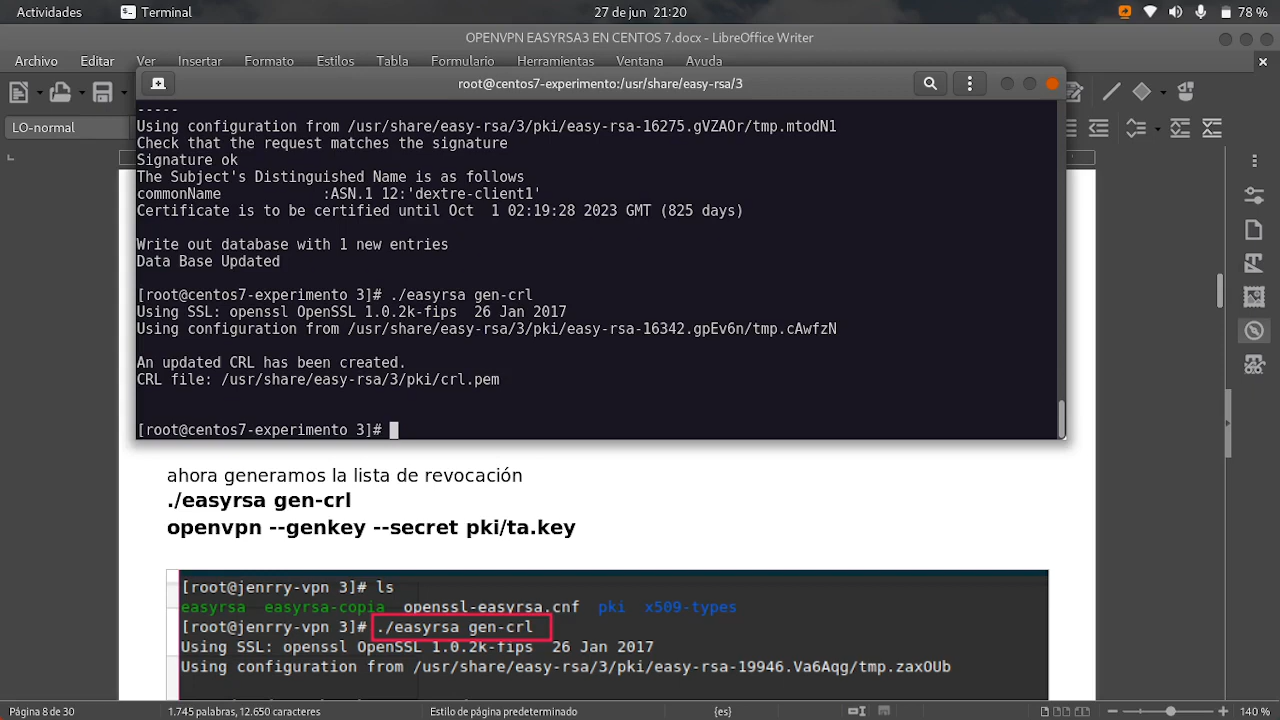 Actividades
Terminal
27 de jun 21:20
78 %
OPENVPN EASYRSA3 EN CENTOS 7.docx - LibreOffice Writer
Archivo Editar Ver Insertar Formato Estilos Tabla Formulario Herramientas Ventana Ayuda
LO-normal
root@centos7-experimento:/usr/share/easy-rsa/3
-----
Using configuration from /usr/share/easy-rsa/3/pki/easy-rsa-16275.gVZAOr/tmp.mtodN1
Check that the request matches the signature
Signature ok
The Subject's Distinguished Name is as follows
commonName            :ASN.1 12:'dextre-client1'
Certificate is to be certified until Oct  1 02:19:28 2023 GMT (825 days)
Write out database with 1 new entries
Data Base Updated
[root@centos7-experimento 3]# ./easyrsa gen-crl
Using SSL: openssl OpenSSL 1.0.2k-fips  26 Jan 2017
Using configuration from /usr/share/easy-rsa/3/pki/easy-rsa-16342.gpEv6n/tmp.cAwfzN
An updated CRL has been created.
CRL file: /usr/share/easy-rsa/3/pki/crl.pem
[root@centos7-experimento 3]#
ahora generamos la lista de revocación
./easyrsa gen-crl
openvpn --genkey --secret pki/ta.key
[root@jenrry-vpn 3]# ls
easyrsa  easyrsa-copia  openssl-easyrsa.cnf  pki  x509-types
[root@jenrry-vpn 3]# ./easyrsa gen-crl
Using SSL: openssl OpenSSL 1.0.2k-fips  26 Jan 2017
Using configuration from /usr/share/easy-rsa/3/pki/easy-rsa-19946.Va6Aqg/tmp.zaxOUb
Página 8 de 30
1.745 palabras, 12.650 caracteres
Estilo de página predeterminado
{es}
140 %